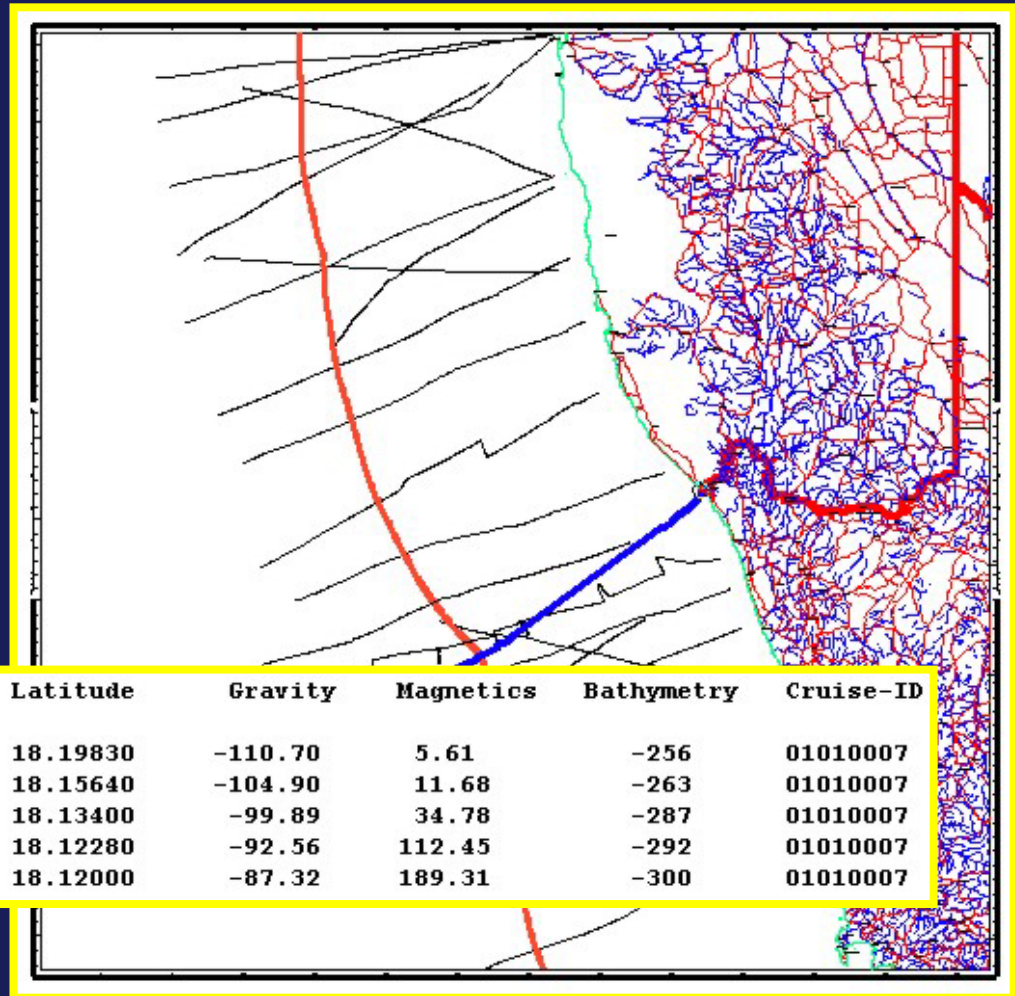 Latitude Gravity Magnetics Bathymetry Cruise-ID
18.19830 -110.70 5.61 -256 01010007
18.15640 -104.90 11.68 -263 01010007
18.13400 -99.89 34.78 -287 01010007
18.12280 -92.56 112.45 -292 01010007
18.12000 -87.32 189.31 -300 01010007